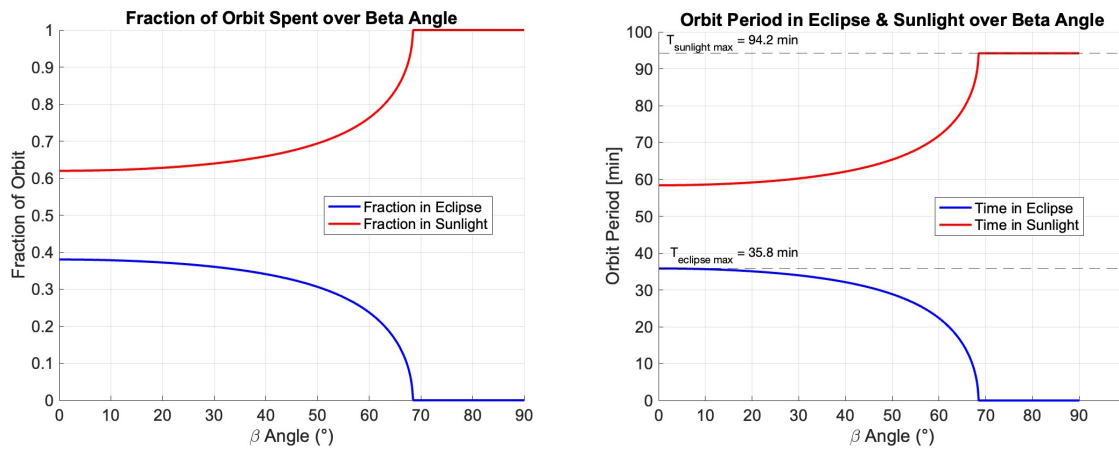 Fraction of Orbit Spent over Beta Angle
1
0.9
0.8
0.7
0.6
0.5
0.4
0.3
0.2
0.1
0
Fraction of Orbit
Fraction in Eclipse
Fraction in Sunlight
0 10 20 30 40 50 60 70 80 90
β Angle (°)
Orbit Period in Eclipse & Sunlight over Beta Angle
100
90
80
70
60
50
40
30
20
10
0
Orbit Period [min]
T sunlight max = 94.2 min
Time in Eclipse
Time in Sunlight
T eclipse max = 35.8 min
0 10 20 30 40 50 60 70 80 90
β Angle (°)